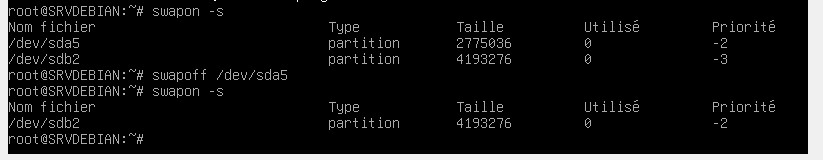 root@SRVDEBIAN:~# swapon -s
Nom fichier Type Taille Utilisé Priorité
/dev/sda5 partition 2775036 0 -2
/dev/sdb2 partition 4193276 0 -3
root@SRVDEBIAN:~# swapoff /dev/sda5
root@SRVDEBIAN:~# swapon -s
Nom fichier Type Taille Utilisé Priorité
/dev/sdb2 partition 4193276 0 -2
root@SRVDEBIAN:~#